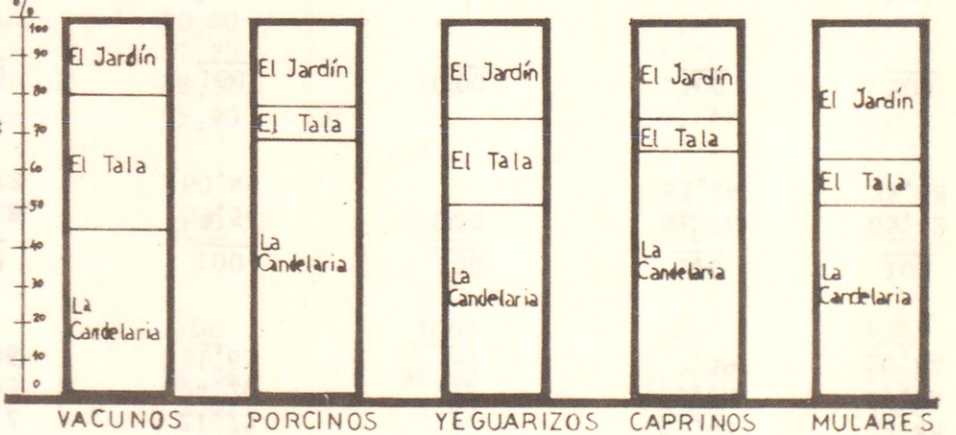 %
100
90
80
70
60
50
40
30
20
10
0
El Jardín
El Tala
La
Candelaria
El Jardín
El Tala
La
Candelaria
El Jardín
El Tala
La
Candelaria
El Jardín
El Tala
La
Candelaria
El Jardín
El Tala
La
Candelaria
VACUNOS PORCINOS YEGUARIZOS CAPRINOS MULARES